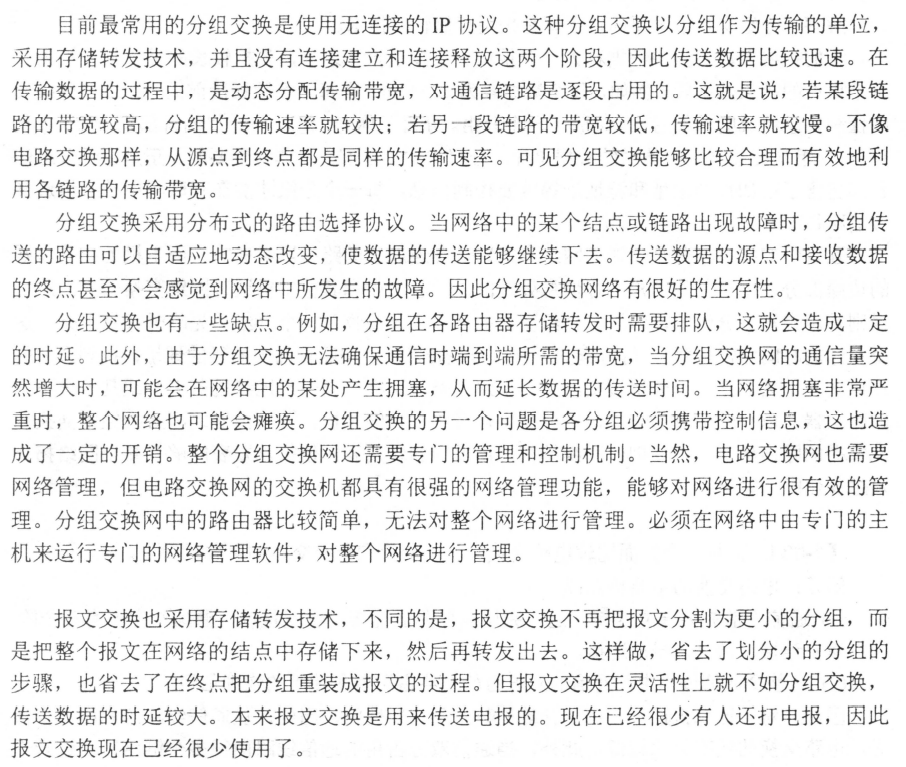 目前最常用的分组交换是使用无连接的 IP 协议。这种分组交换以分组作为传输的单位，
采用存储转发技术，并且没有连接建立和连接释放这两个阶段，因此传送数据比较迅速。在
传输数据的过程中，是动态分配传输带宽，对通信链路是逐段占用的。这就是说，若某段链
路的带宽较高，分组的传输速率就较快；若另一段链路的带宽较低，传输速率就较慢。不像
电路交换那样，从源点到终点都是同样的传输速率。可见分组交换能够比较合理而有效地利
用各链路的传输带宽。
分组交换采用分布式的路由选择协议。当网络中的某个结点或链路出现故障时，分组传
送的路由可以自适应地动态改变，使数据的传送能够继续下去。传送数据的源点和接收数据
的终点甚至不会感觉到网络中所发生的故障。因此分组交换网络有很好的生存性。
分组交换也有一些缺点。例如，分组在各路由器存储转发时需要排队，这就会造成一定
的时延。此外，由于分组交换无法确保通信时端到端所需的带宽，当分组交换网的通信量突
然增大时，可能会在网络中的某处产生拥塞，从而延长数据的传送时间。当网络拥塞非常严
重时，整个网络也可能会瘫痪。分组交换的另一个问题是各分组必须携带控制信息，这也造
成了一定的开销。整个分组交换网还需要专门的管理和控制机制。当然，电路交换网也需要
网络管理，但电路交换网的交换机都具有很强的网络管理功能，能够对网络进行很有效的管
理。分组交换网中的路由器比较简单，无法对整个网络进行管理。必须在网络中由专门的主
机来运行专门的网络管理软件，对整个网络进行管理。
报文交换也采用存储转发技术，不同的是，报文交换不再把报文分割为更小的分组，而
是把整个报文在网络的结点中存储下来，然后再转发出去。这样做，省去了划分小的分组的
步骤，也省去了在终点把分组重装成报文的过程。但报文交换在灵活性上就不如分组交换，
传送数据的时延较大。本来报文交换是用来传送电报的。现在已经很少有人还打电报，因此
报文交换现在已经很少使用了。